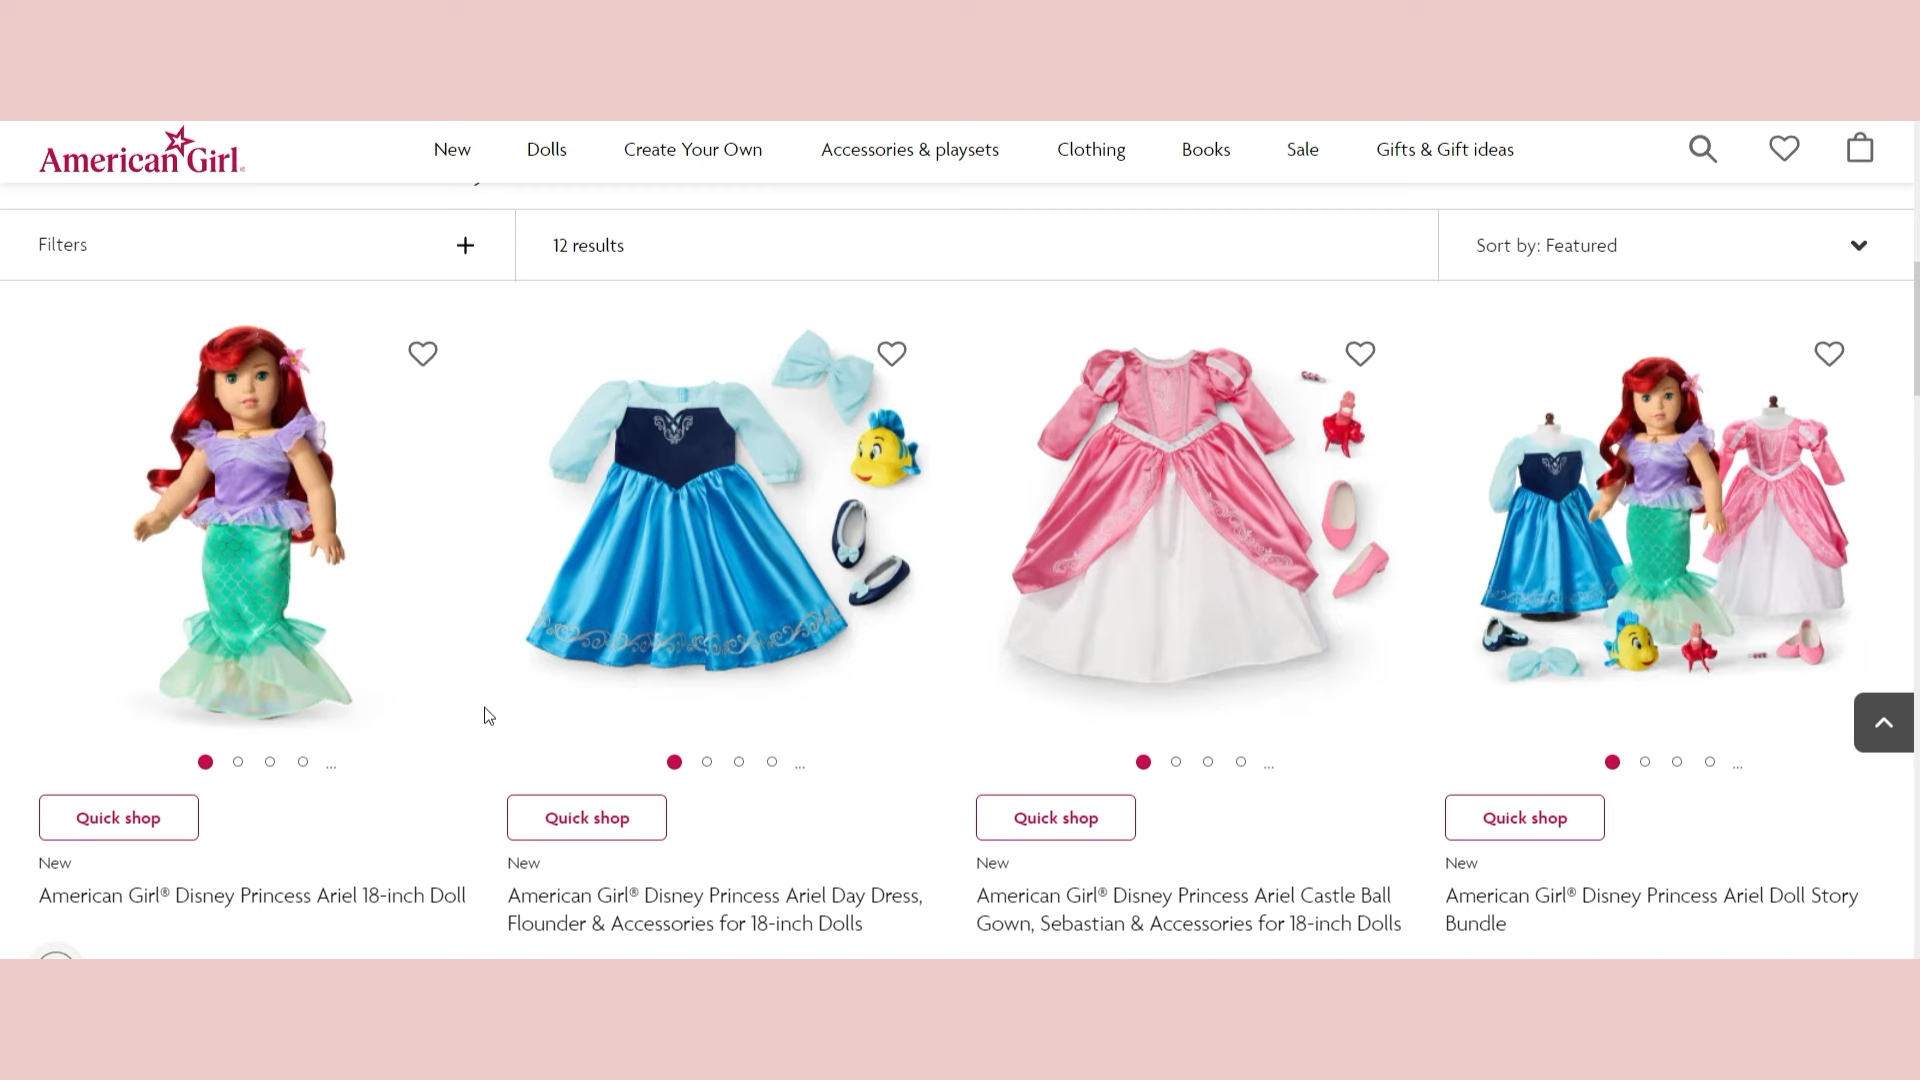 American Girl
New Dolls Create Your Own Accessories & playsets Clothing Books Sale Gifts & Gift ideas
Filters +
12 results
Sort by: Featured
...
...
...
...
Quick shop
Quick shop
Quick shop
Quick shop
New
American Girl® Disney Princess Ariel 18-inch Doll
New
American Girl® Disney Princess Ariel Day Dress,
Flounder & Accessories for 18-inch Dolls
New
American Girl® Disney Princess Ariel Castle Ball
Gown, Sebastian & Accessories for 18-inch Dolls
New
American Girl® Disney Princess Ariel Doll Story
Bundle